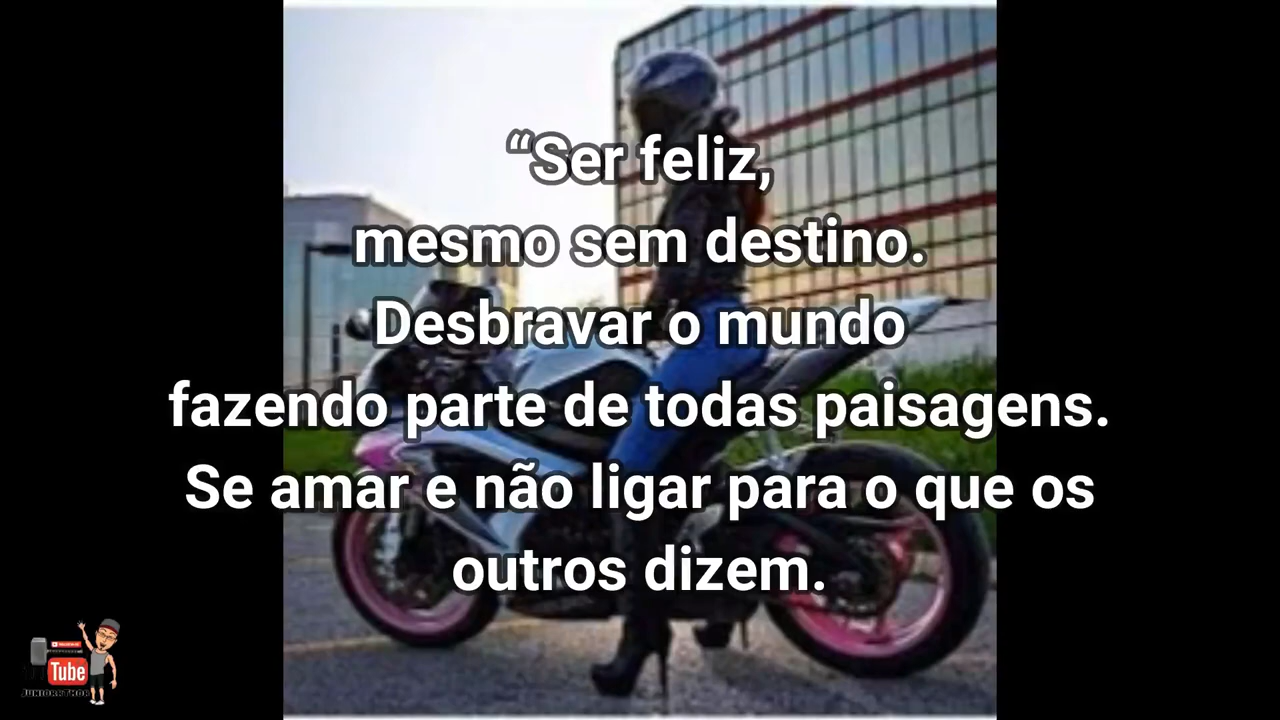 “Ser feliz,
mesmo sem destino.
Desbravar o mundo
fazendo parte de todas paisagens.
Se amar e não ligar para o que os
outros dizem.
Tube